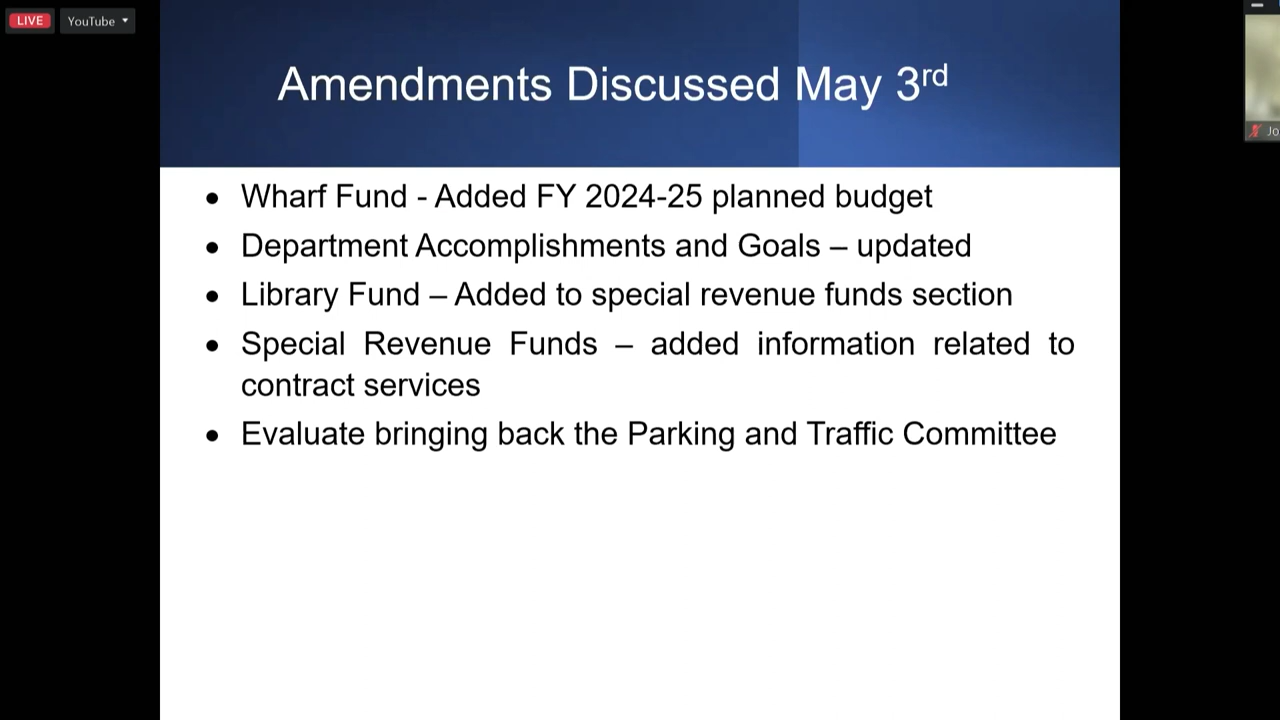 LIVE
YouTube
Amendments Discussed May 3rd
• Wharf Fund - Added FY 2024-25 planned budget
• Department Accomplishments and Goals – updated
• Library Fund – Added to special revenue funds section
• Special Revenue Funds – added information related to
contract services
• Evaluate bringing back the Parking and Traffic Committee
Jo